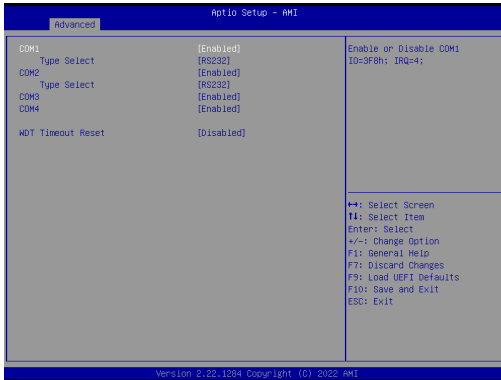 Aptio Setup - AMI
Advanced
COM1 [Enabled]
Type Select [RS232]
COM2 [Enabled]
Type Select [RS232]
COM3 [Enabled]
COM4 [Enabled]
WDT Timeout Reset [Disabled]
Enable or Disable COM1
IO=3F8h; IRQ=4;
↔: Select Screen
↑↓: Select Item
Enter: Select
+/-: Change Option
F1: General Help
F7: Discard Changes
F9: Load UEFI Defaults
F10: Save and Exit
ESC: Exit
Version 2.22.1284 Copyright (C) 2022 AMI